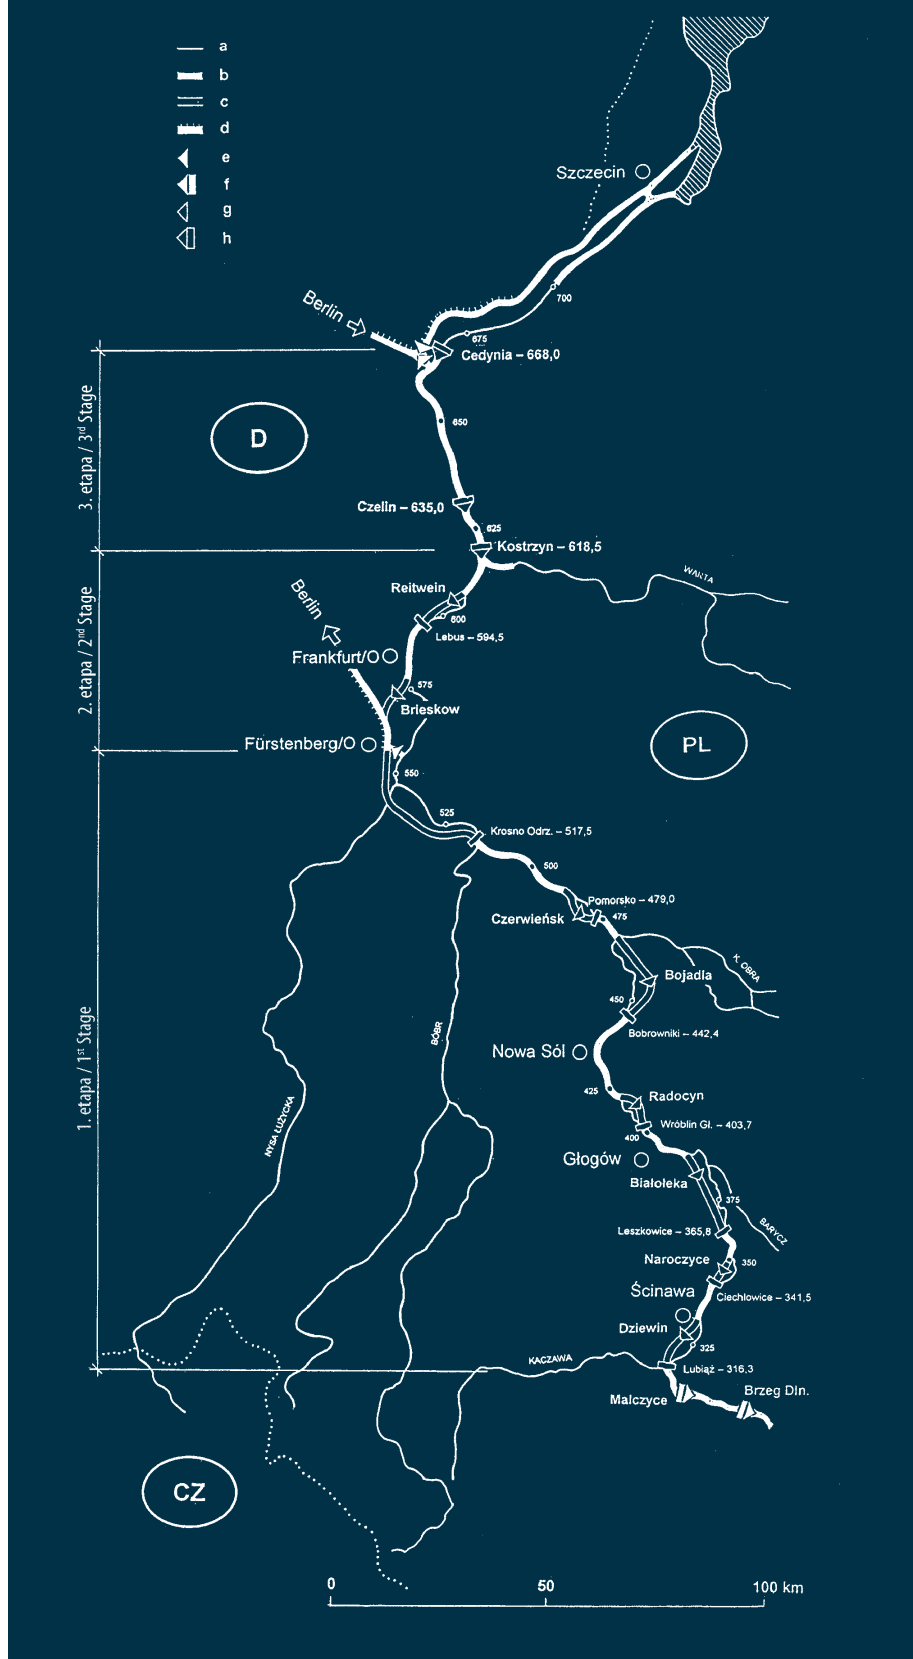 a
b
c
d
e
f
g
h
Szczecin
700
Berlin
675
Cedynia – 668,0
3. etapa / 3rd Stage
D
650
Czelin – 635,0
625
Kostrzyn – 618,5
WARTA
2. etapa / 2nd Stage
Berlin
Reitwein
600
Lebus – 594,5
Frankfurt/O
575
Brieskow
PL
Fürstenberg/O
550
525
Krosno Odrz. – 517,5
500
Pomorsko – 479,0
Czerwieńsk
475
K. OBRA
Bojadla
450
Bobrowniki – 442,4
1. etapa / 1st Stage
BÓBR
Nowa Sól
425
Radocyn
NYSA ŁUŻYCKA
Wróblin Gł. – 403,7
400
Głogów
Białołeka
375
BARYCZ
Leszkowice – 365,8
Naroczyce
350
Ścinawa
Ciechłowice – 341,5
Dziewin
325
KACZAWA
Lubiąż – 316,3
Malczyce
Brzeg Dln.
CZ
0
50
100 km